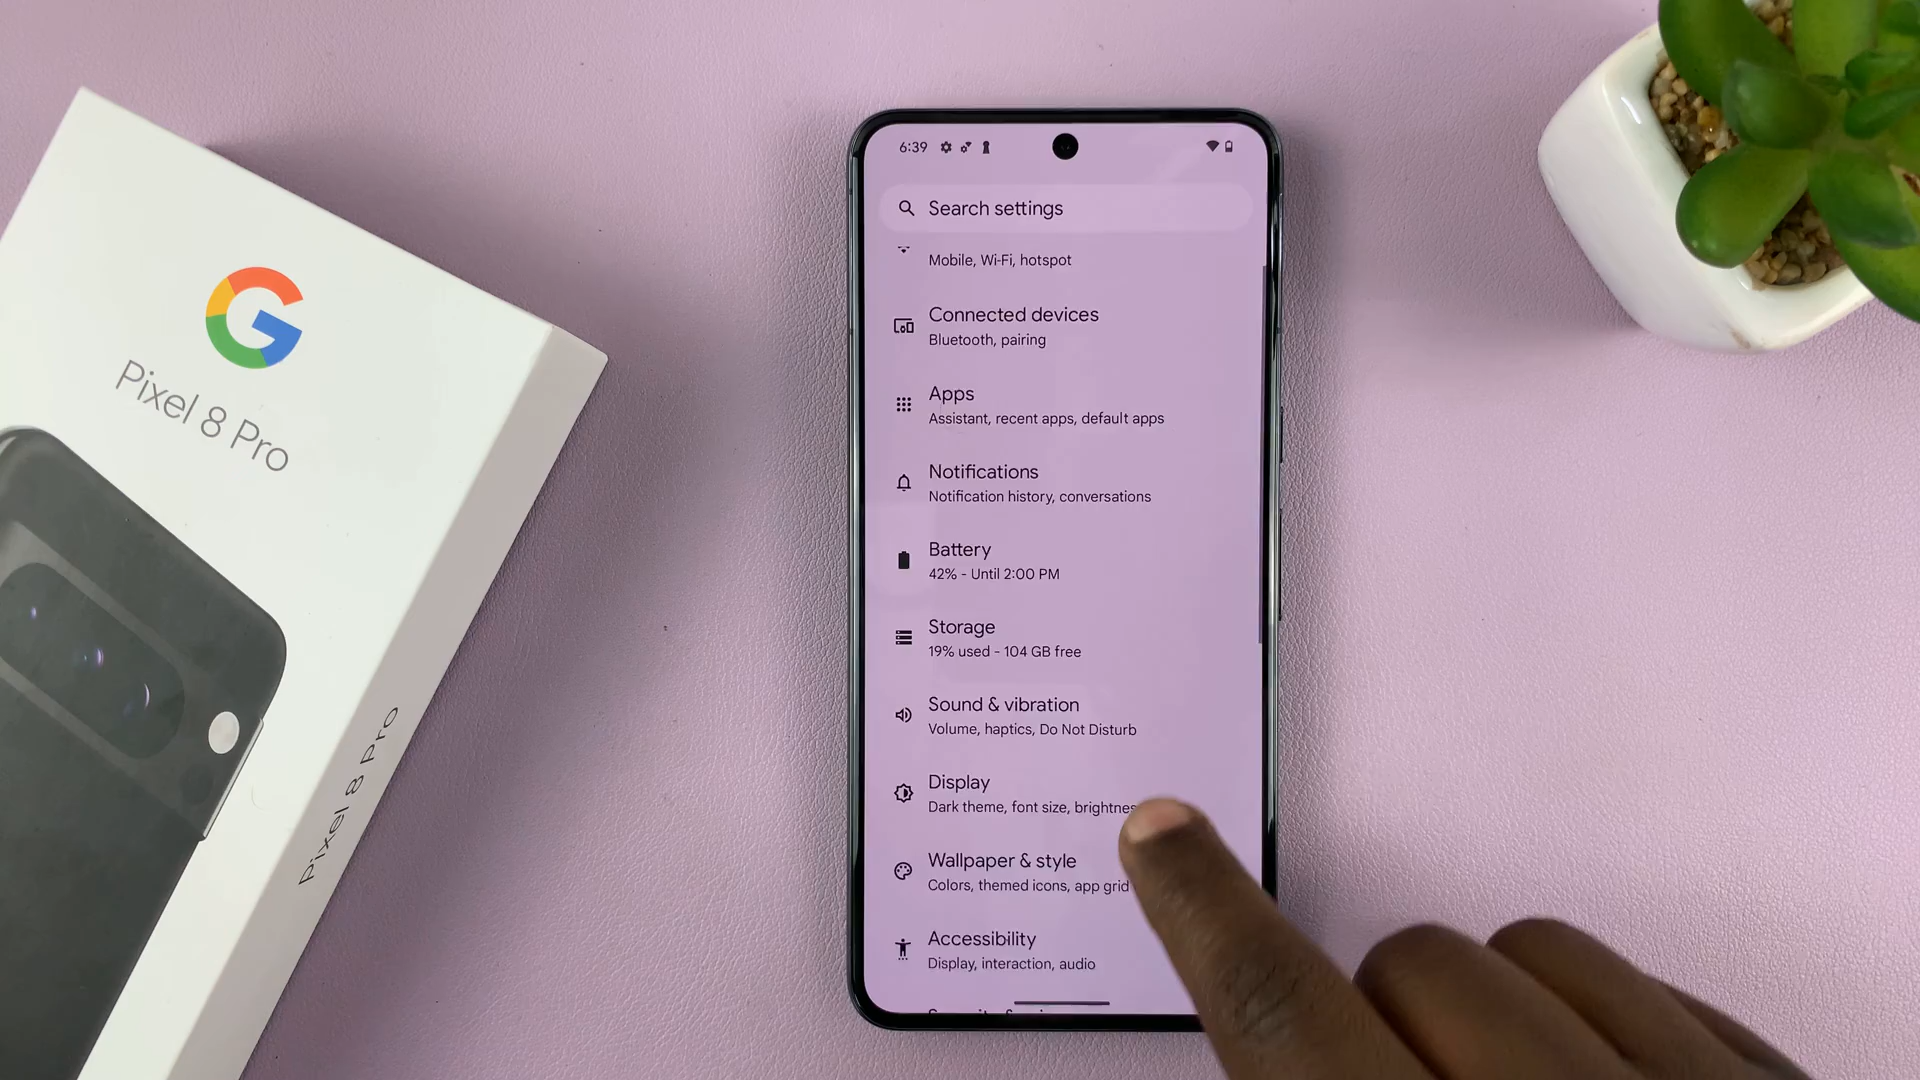 G
Pixel 8 Pro
Pixel 8 Pro
6:39
Search settings
Mobile, Wi-Fi, hotspot
Connected devices
Bluetooth, pairing
Apps
Assistant, recent apps, default apps
Notifications
Notification history, conversations
Battery
42% - Until 2:00 PM
Storage
19% used - 104 GB free
Sound & vibration
Volume, haptics, Do Not Disturb
Display
Dark theme, font size,
Wallpaper & style
Colors, themed icons, app grid
Accessibility
Display, interaction, audio